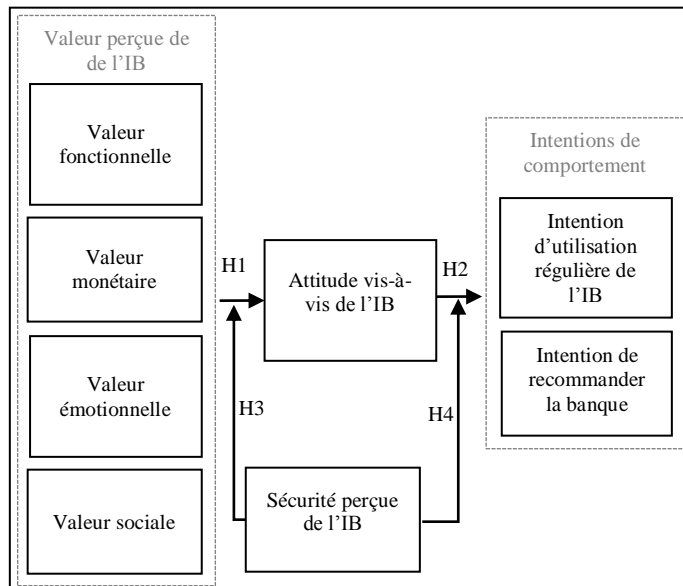 Valeur perçue de
de l’IB
Valeur
fonctionnelle
Valeur
monétaire
Valeur
émotionnelle
Valeur sociale
H1
H3
Attitude vis-à-
vis de l’IB
Sécurité perçue
de l’IB
H2
H4
Intentions de
comportement
Intention
d’utilisation
régulière de
l’IB
Intention de
recommander
la banque